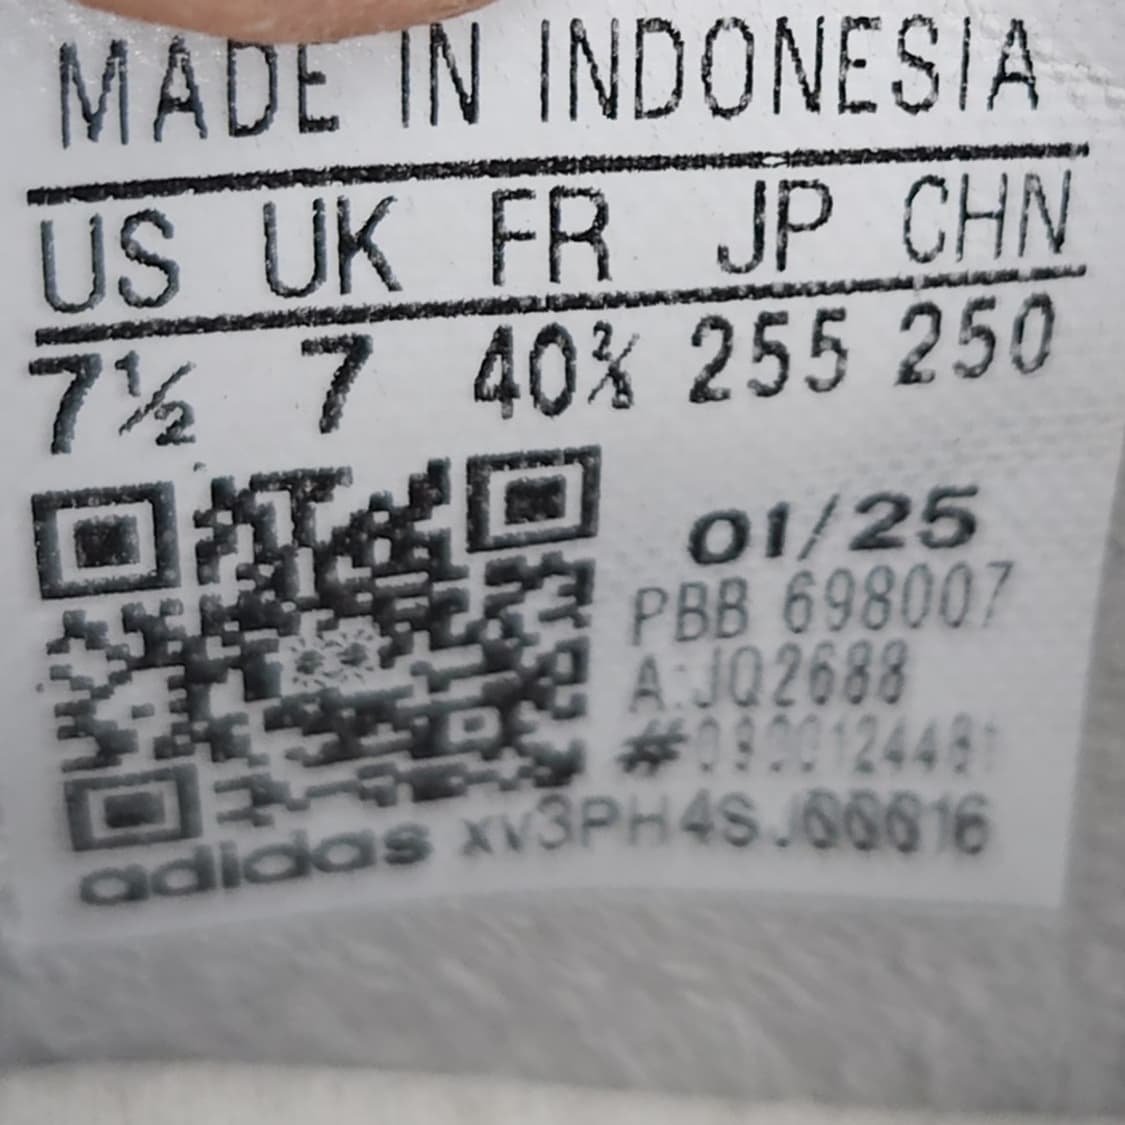 MADE IN INDONESIA
US UK FR JP CHN
7½ 7 40⅔ 255 250
01/25
PBB 698007
A:JQ2688
adidas